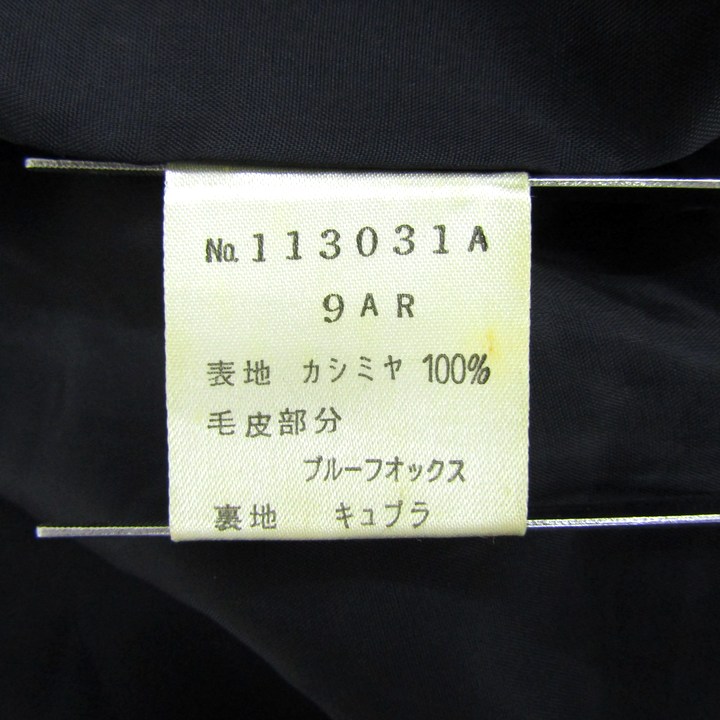 No. 113031A
9AR
表地 カシミヤ 100%
毛皮部分
ブルーフオックス
裏地 キュプラ